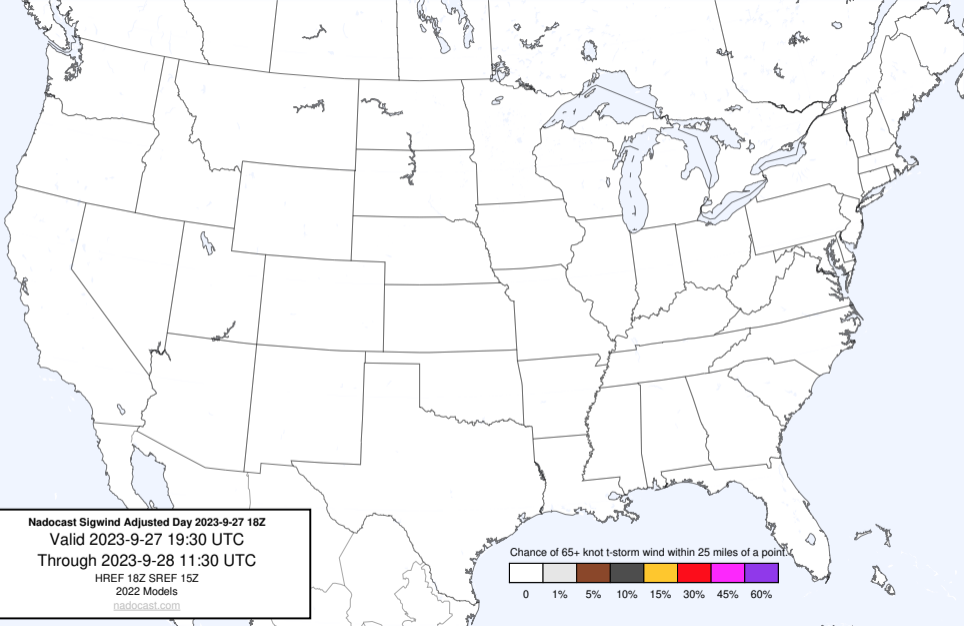 Nadocast Sigwind Adjusted Day 2023-9-27 18Z
Valid 2023-9-27 19:30 UTC
Through 2023-9-28 11:30 UTC
HREF 18Z SREF 15Z
2022 Models
nadocast.com
Chance of 65+ knot t-storm wind within 25 miles of a point.
0 1% 5% 10% 15% 30% 45% 60%